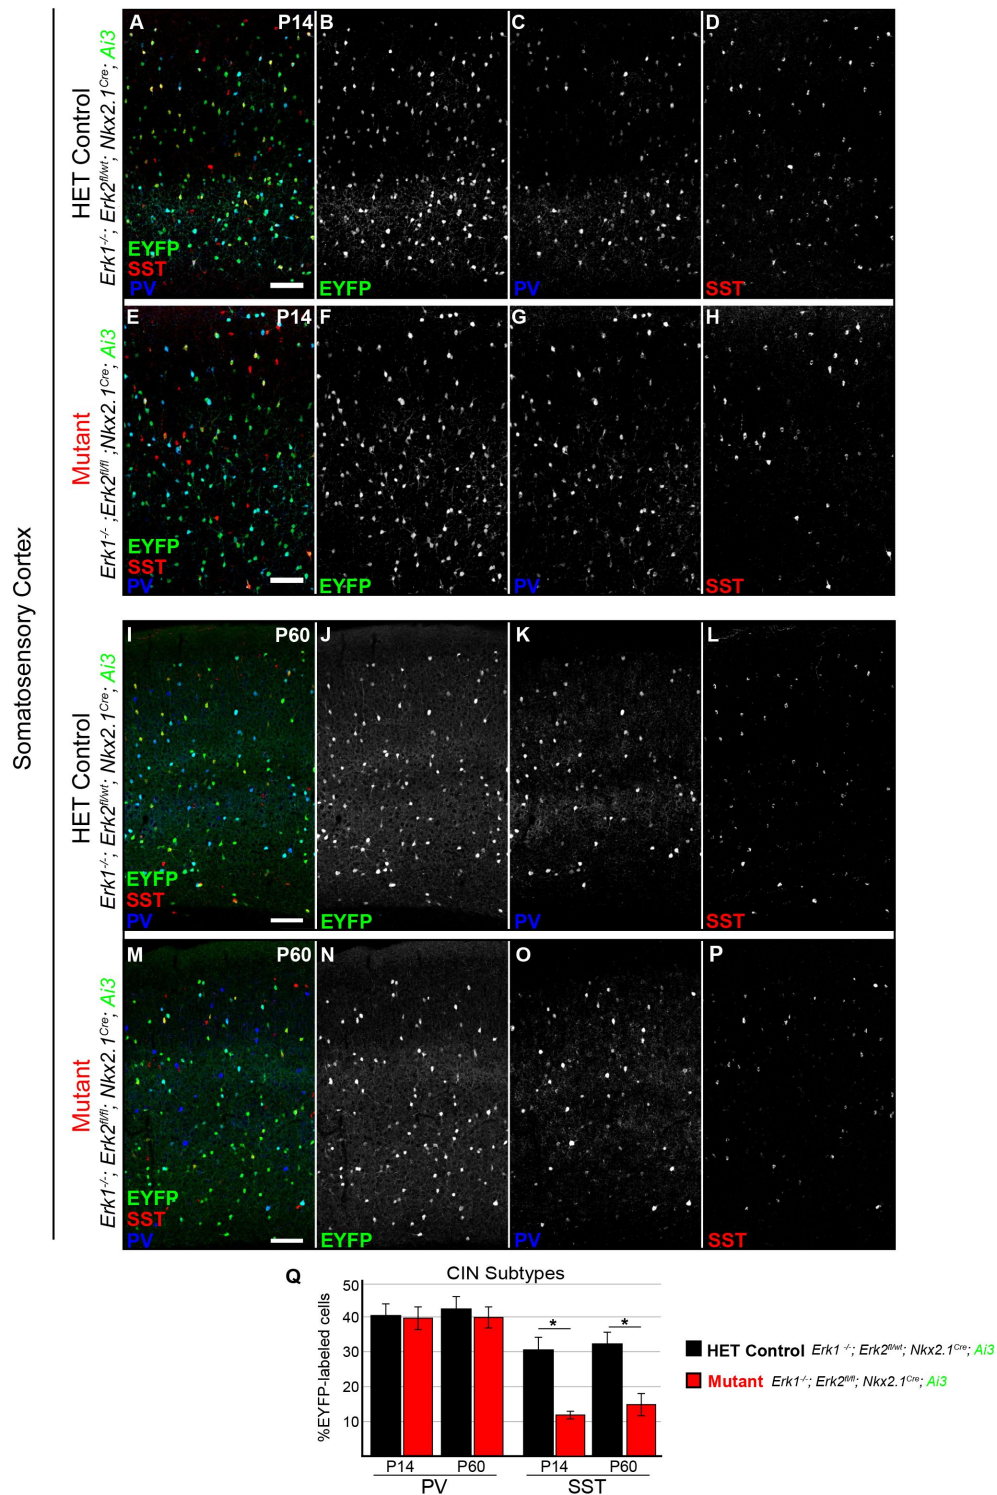 Somatosensory Cortex
HET Control
Erk1-/-; Erk2fl/wt; Nkx2.1Cre; Ai3
A P14 B C D
EYFP
SST
PV EYFP PV SST
Mutant
Erk1-/- ;Erk2fl/fl ;Nkx2.1Cre; Ai3
E P14 F G H
EYFP
SST
PV EYFP PV SST
HET Control
Erk1-/-; Erk2fl/wt; Nkx2.1Cre; Ai3
I P60 J K L
EYFP
SST
PV EYFP PV SST
Mutant
Erk1-/-; Erk2fl/fl; Nkx2.1Cre; Ai3
M P60 N O P
EYFP
SST
PV EYFP PV SST
Q CIN Subtypes
%EYFP-labeled cells
50
40
30
20
10
* *
P14 P60 P14 P60
PV SST
HET Control Erk1 -/-; Erk2fl/wt; Nkx2.1Cre; Ai3
Mutant Erk1-/-; Erk2fl/fl; Nkx2.1Cre; Ai3